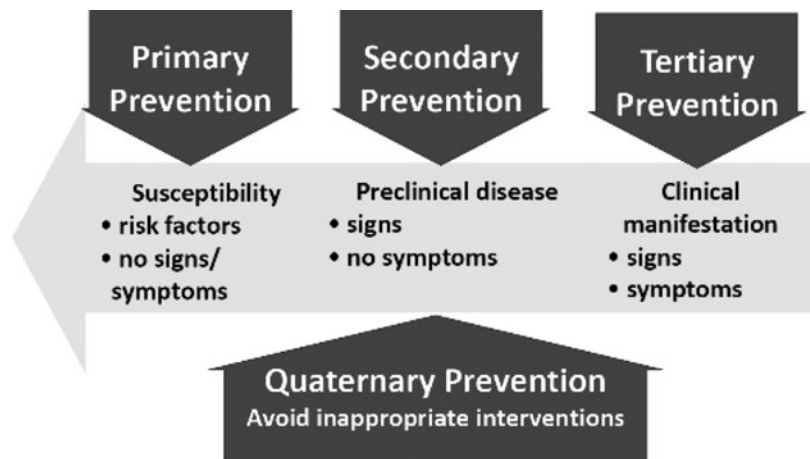 Primary
Prevention
Secondary
Prevention
Tertiary
Prevention
Susceptibility
• risk factors
• no signs/
symptoms
Preclinical disease
• signs
• no symptoms
Clinical
manifestation
• signs
• symptoms
Quaternary Prevention
Avoid inappropriate interventions